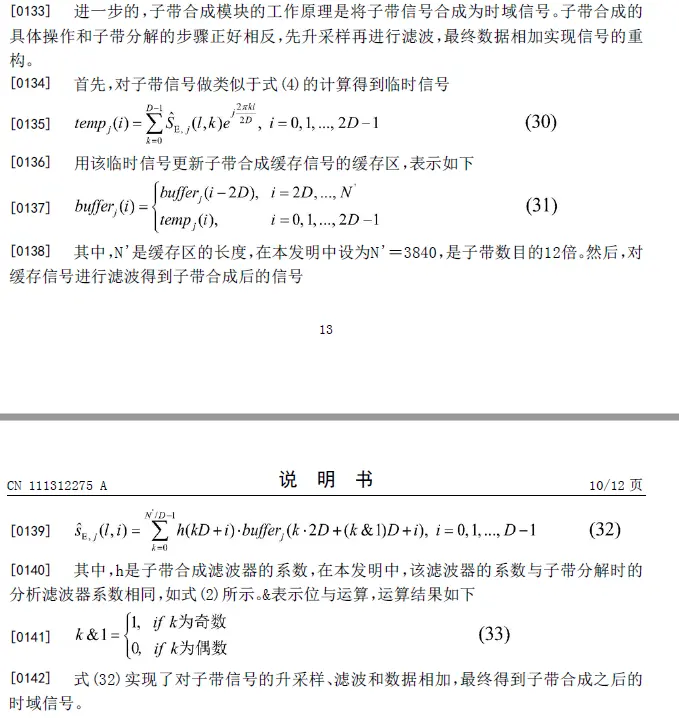 [0133] 进一步的,子带合成模块的工作原理是将子带信号合成为时域信号。子带合成的
具体操作和子带分解的步骤正好相反,先升采样再进行滤波,最终数据相加实现信号的重
构。
[0134] 首先,对子带信号做类似于式(4)的计算得到临时信号
[0135] $temp_j(i)=\sum_{k=0}^{D-1}\hat{S}_{E,j}(l,k)e^{j\frac{2\pi kl}{2D}},\ i=0,1,...,2D-1$ (30)
[0136] 用该临时信号更新子带合成缓存信号的缓存区,表示如下
[0137] $buffer_j(i)=\begin{cases}buffer_j(i-2D), & i=2D,...,N' \\ temp_j(i), & i=0,1,...,2D-1\end{cases}$ (31)
[0138] 其中,N'是缓存区的长度,在本发明中设为N'=3840,是子带数目的12倍。然后,对
缓存信号进行滤波得到子带合成后的信号
13
CN 111312275 A 说明书 10/12 页
[0139] $\hat{s}_{E,j}(l,i)=\sum_{k=0}^{N'/D-1}h(kD+i)\cdot buffer_j(k\cdot 2D+(k\&1)D+i),\ i=0,1,...,D-1$ (32)
[0140] 其中,h是子带合成滤波器的系数,在本发明中,该滤波器的系数与子带分解时的
分析滤波器系数相同,如式(2)所示。&表示位与运算,运算结果如下
[0141] $k\&1=\begin{cases}1, & if\ k为奇数 \\ 0, & if\ k为偶数\end{cases}$ (33)
[0142] 式(32)实现了对子带信号的升采样、滤波和数据相加,最终得到子带合成之后的
时域信号。